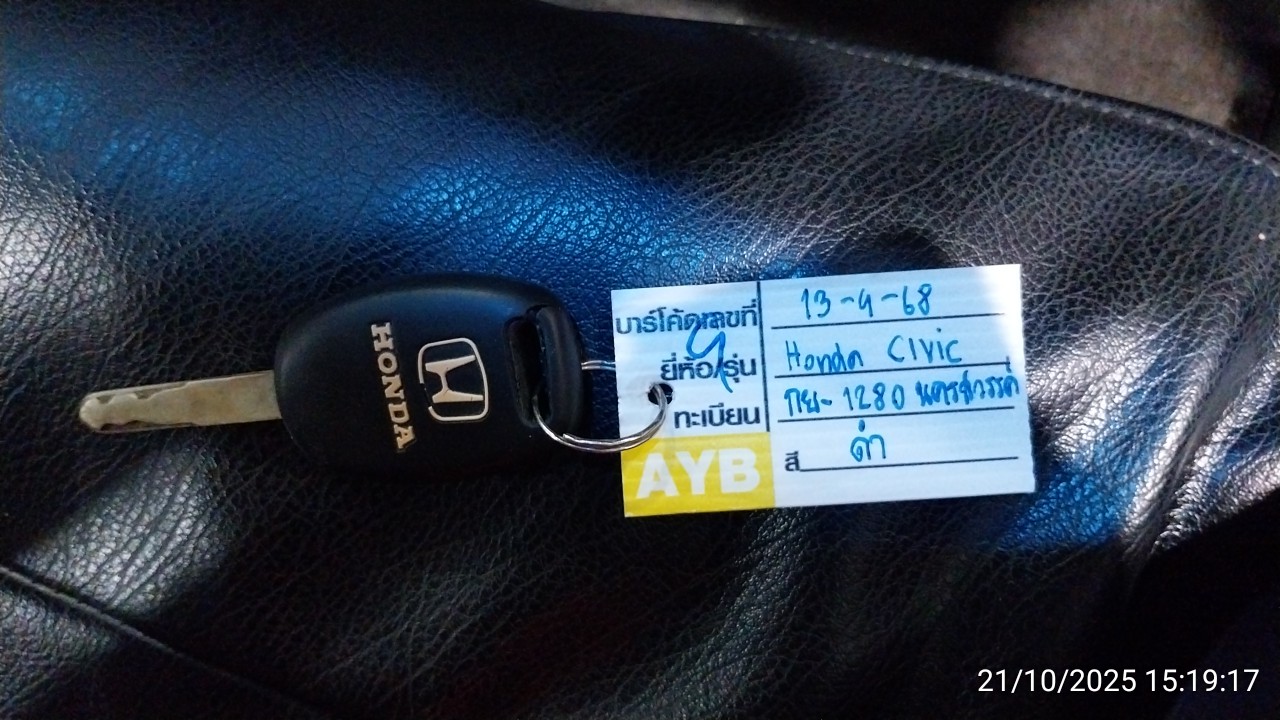 HONDA
บาร์โค้ดเลขที่ 13-9-68
ยี่ห้อ/รุ่น Honda CIVIC
ทะเบียน กย-1280 นครสวรรค์
AYB
สี ดำ
21/10/2025 15:19:17